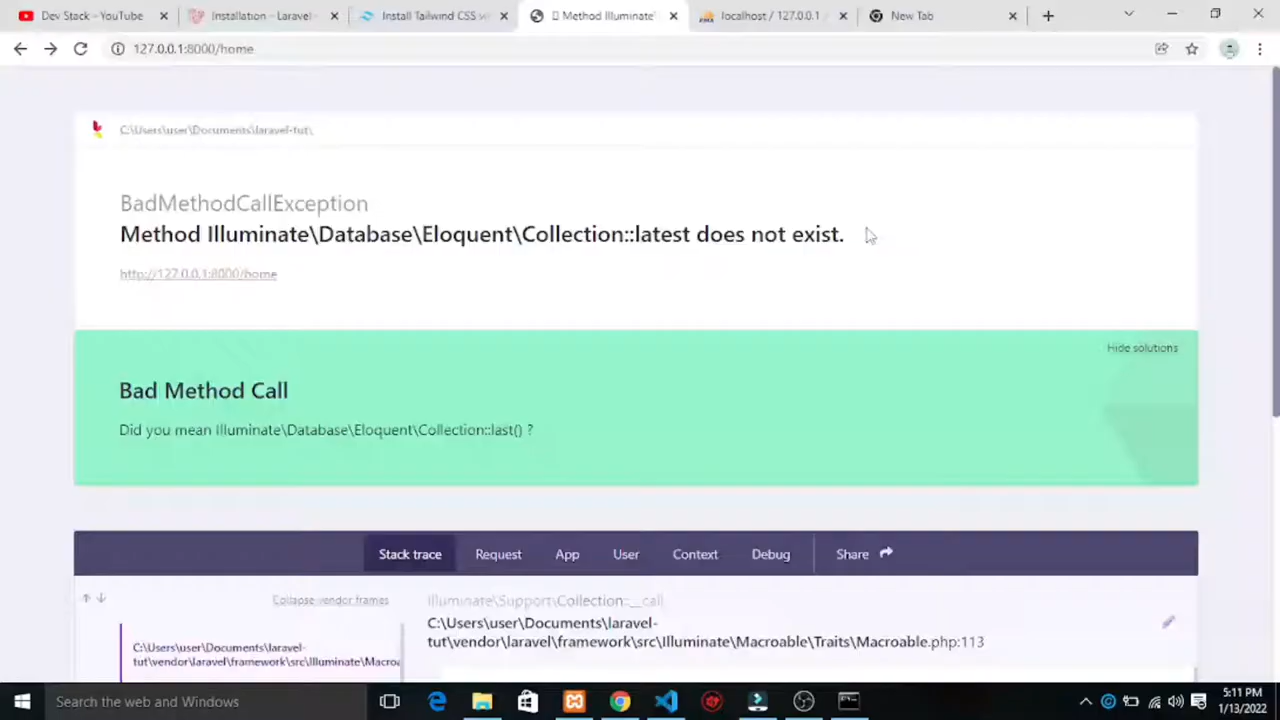 Dev Stack - YouTube
Installation - Laravel -
Install Tailwind CSS w
Method Illuminate\
localhost / 127.0.0.1
New Tab
127.0.0.1:8000/home
C:\Users\user\Documents\laravel-tut\
BadMethodCallException
Method Illuminate\Database\Eloquent\Collection::latest does not exist.
http://127.0.0.1:8000/home
Hide solutions
Bad Method Call
Did you mean Illuminate\Database\Eloquent\Collection::last() ?
Stack trace Request App User Context Debug Share
Collapse vendor frames
Illuminate\Support\Collection::__call
C:\Users\user\Documents\laravel-
tut\vendor\laravel\framework\src\Illuminate\Macroable\Traits\Macroable.php:113
C:\Users\user\Documents\laravel-
tut\vendor\laravel\framework\src\Illuminate\Macroa
Search the web and Windows
5:11 PM
1/13/2022